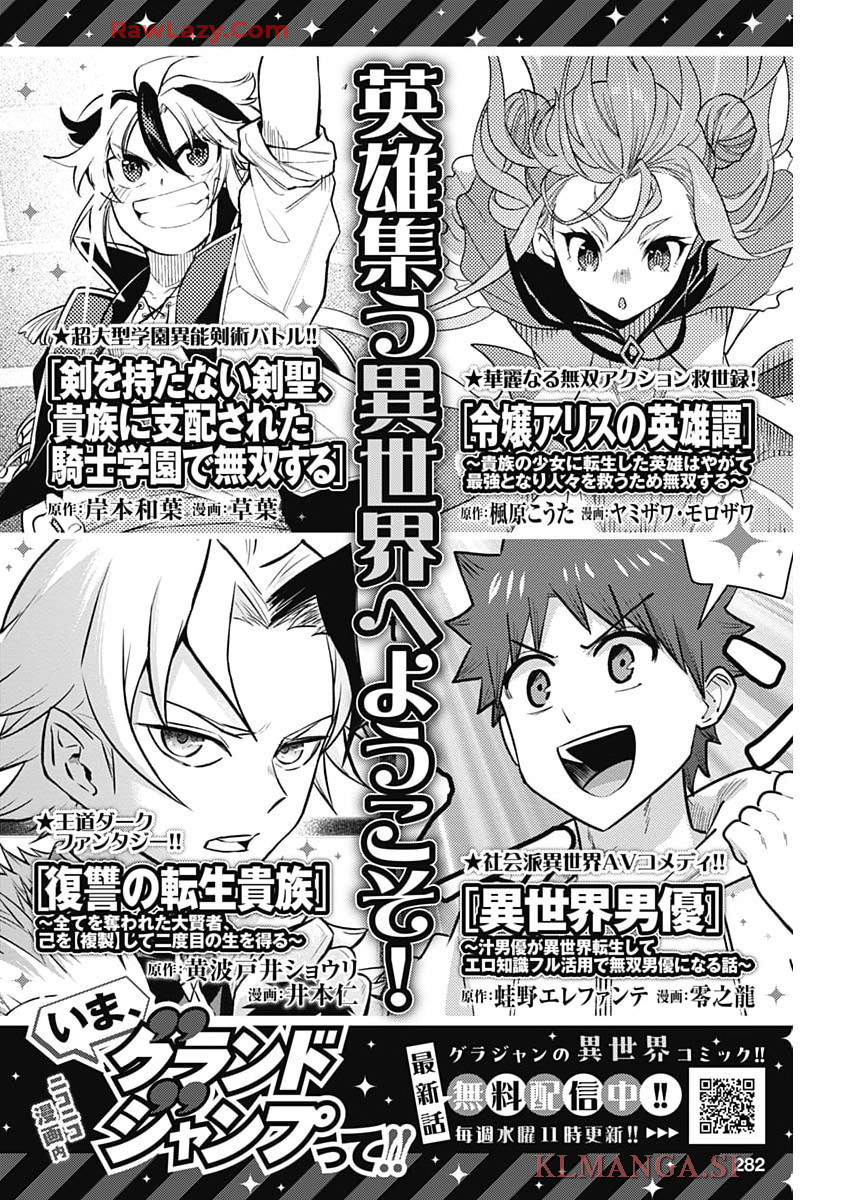 RawLazy.Com
英雄集う異世界へようこそ!
★超大型学園異能剣術バトル!!
[剣を持たない剣聖、
貴族に支配された
騎士学園で無双する]
原作:岸本和葉 漫画:草葉
★華麗なる無双アクション救世録!
[令嬢アリスの英雄譚]
~貴族の少女に転生した英雄はやがて
最強となり人々を救うため無双する~
原作:楓原こうた 漫画:ヤミザワ・モロザワ
★王道ダーク
ファンタジー!!
[復讐の転生貴族]
~全てを奪われた大賢者、
己を【複製】して二度目の生を得る~
原作:黄波戸井ショウリ
漫画:井本仁
★社会派異世界AVコメディ!!
[異世界男優]
~汁男優が異世界転生して
エロ知識フル活用で無双男優になる話~
原作:蛙野エレファンテ 漫画:零之龍
いま、
グランド
ジャンプって!!
ニコニコ
漫画内
最新話
グラジャンの異世界コミック!!
無料配信中!!
毎週水曜11時更新!!▶▶▶
KLMANGA.SI
282